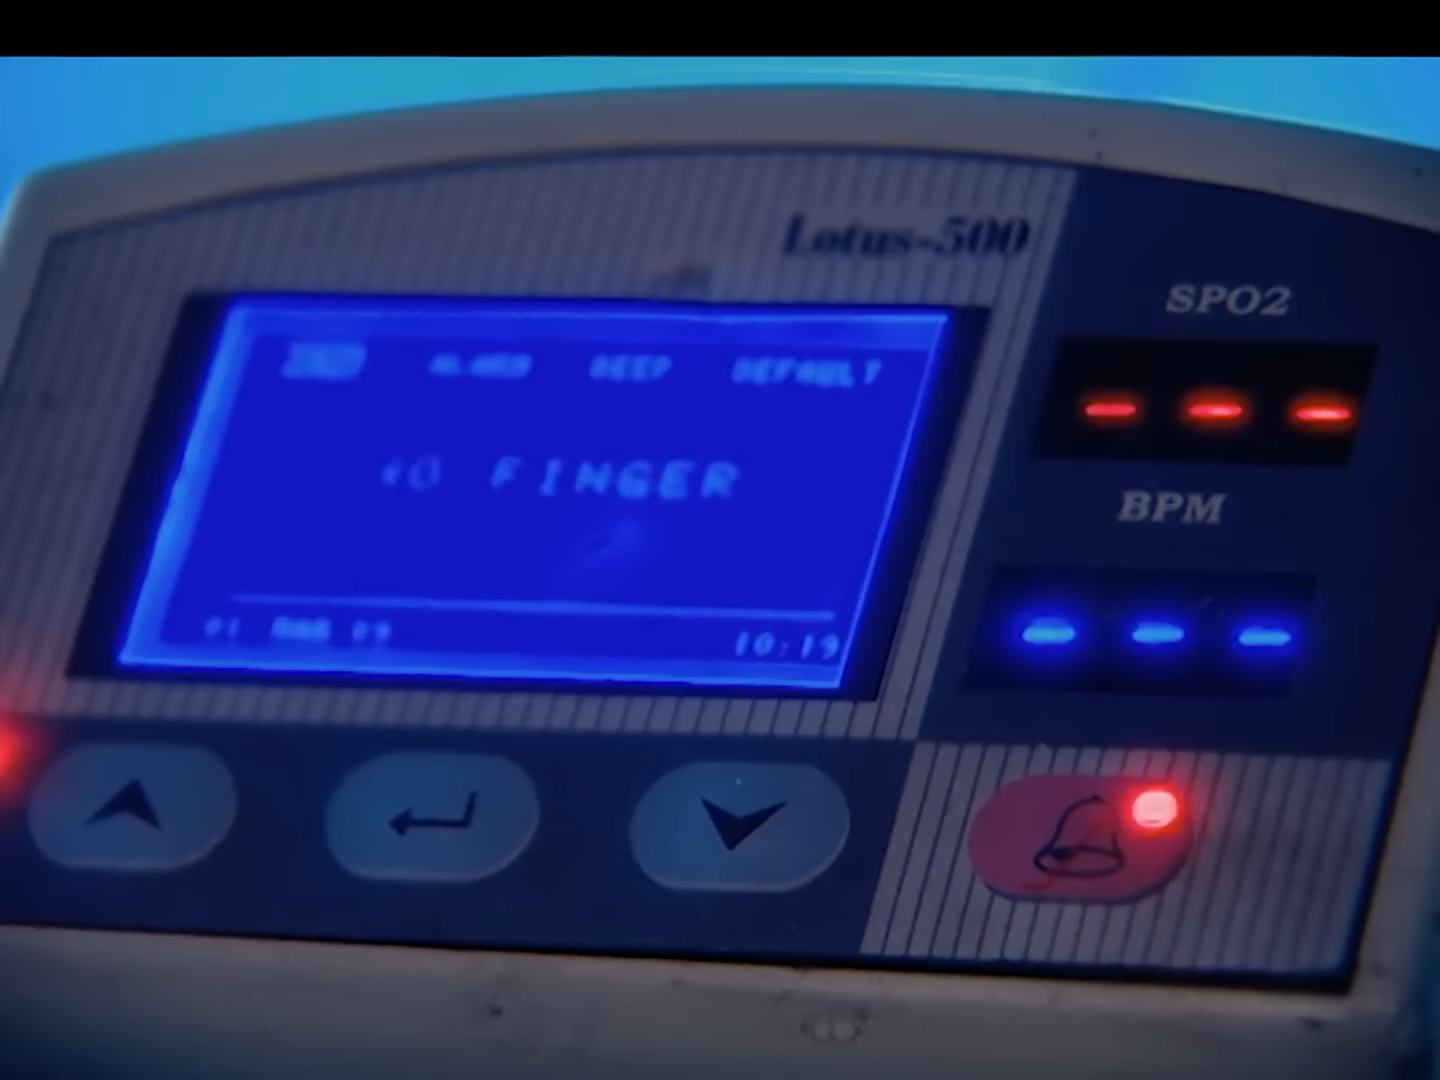 Lotus-500
SPO2
ALARM BEEP DEFAULT
FINGER
BPM
10:19